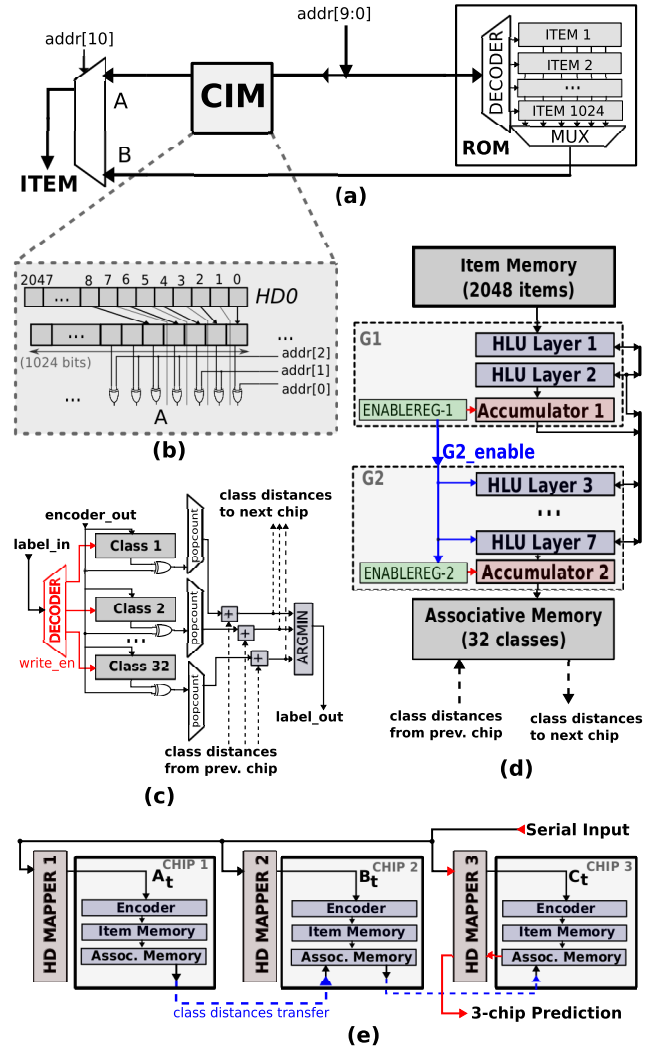 addr[9:0]
addr[10]
A
CIM
B
ITEM
DECODER
ITEM 1
ITEM 2
...
ITEM 1024
MUX
ROM
(a)
2047 8 7 6 5 4 3 2 1 0
...
HD0
...
...
(1024 bits)
addr[2]
addr[1]
addr[0]
...
A
(b)
Item Memory
(2048 items)
G1
HLU Layer 1
HLU Layer 2
ENABLEREG-1
Accumulator 1
G2_enable
G2
HLU Layer 3
...
HLU Layer 7
ENABLEREG-2
Accumulator 2
Associative Memory
(32 classes)
class distances
from prev. chip
class distances
to next chip
(d)
class distances
to next chip
encoder_out
label_in
DECODER
write_en
Class 1
popcount
Class 2
popcount
...
Class 32
popcount
+
+
+
ARGMIN
label_out
class distances
from prev. chip
(c)
Serial Input
HD MAPPER 1
CHIP 1
At
Encoder
Item Memory
Assoc. Memory
HD MAPPER 2
CHIP 2
Bt
Encoder
Item Memory
Assoc. Memory
HD MAPPER 3
CHIP 3
Ct
Encoder
Item Memory
Assoc. Memory
class distances transfer
3-chip Prediction
(e)